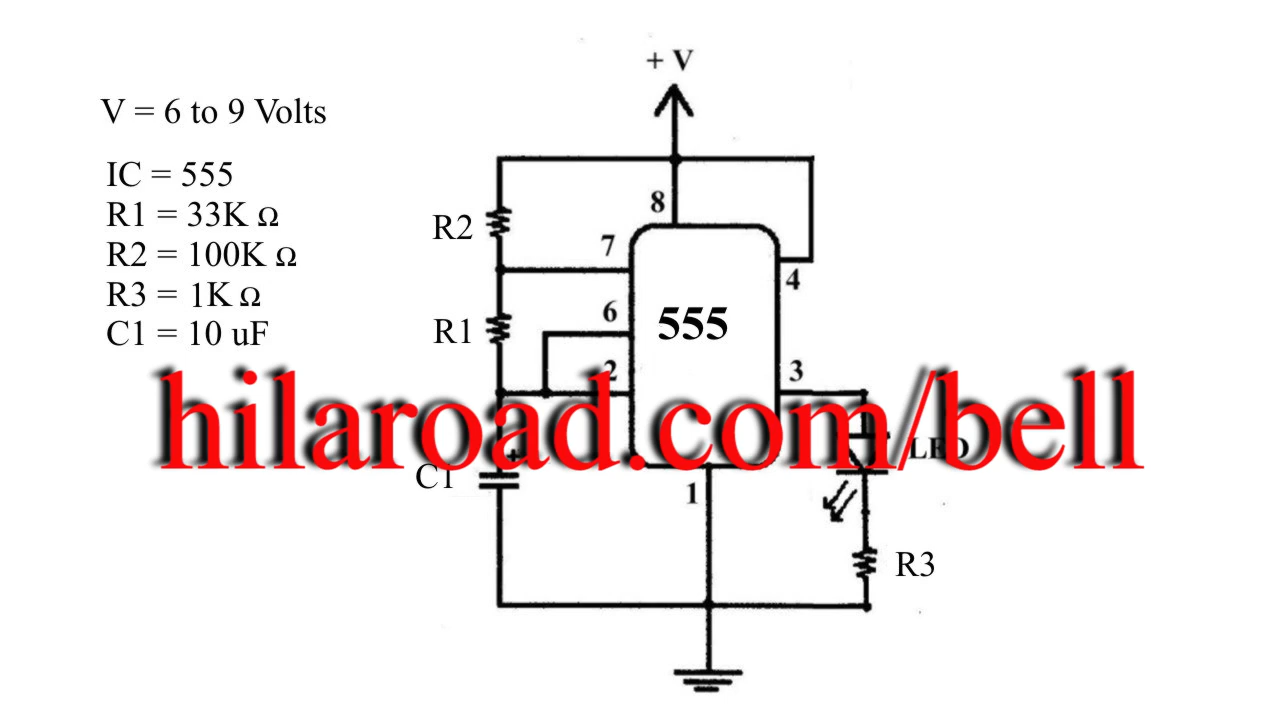 + V
V = 6 to 9 Volts
IC = 555
R1 = 33K Ω
R2 = 100K Ω
R3 = 1K Ω
C1 = 10 uF
8
R2
7
4
6
555
R1
2
3
hilaroad.com/bell
LED
+
C1
1
R3